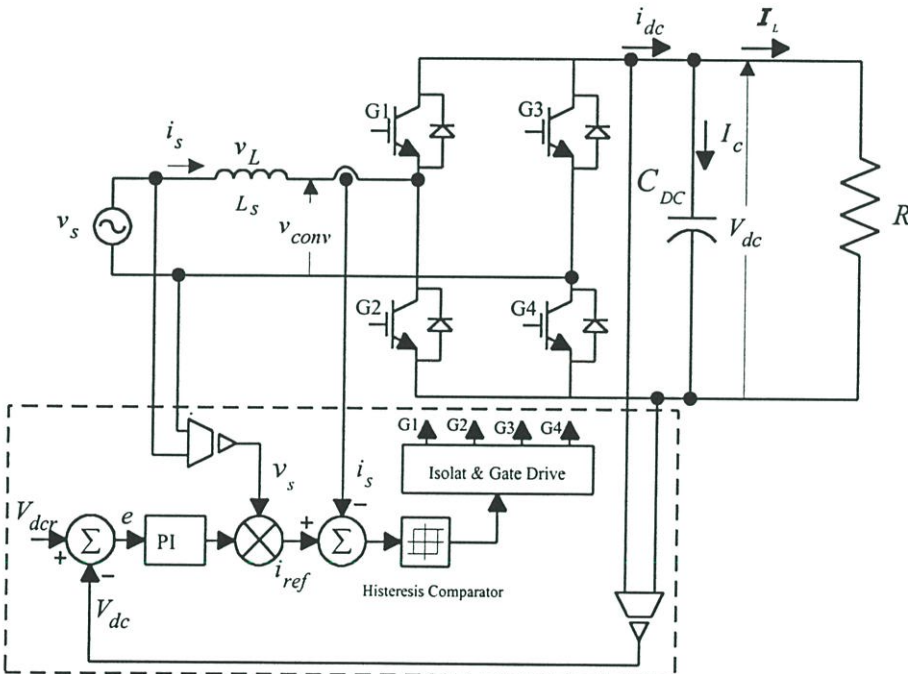 i_dc
I_L
G1
G3
i_s
v_L
I_c
L_s
C_DC
v_s
v_conv
V_dc
R
G2
G4
G1 G2 G3 G4
Isolat & Gate Drive
v_s
i_s
V_dcr
e
PI
Σ
Σ
+
-
+
-
i_ref
Histeresis Comparator
V_dc